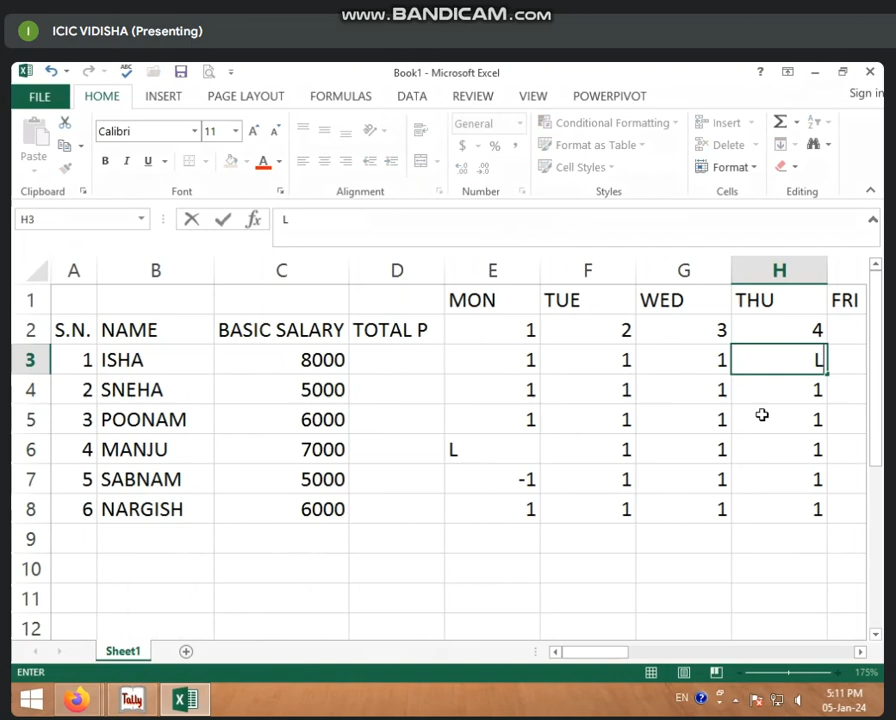 www.BANDICAM.com
I ICIC VIDISHA (Presenting)
Book1 - Microsoft Excel
FILE HOME INSERT PAGE LAYOUT FORMULAS DATA REVIEW VIEW POWERPIVOT Sign in
Paste Calibri 11 General Conditional Formatting Format as Table Cell Styles Insert Delete Format
Clipboard Font Alignment Number Styles Cells Editing
H3 L
A B C D E F G H
1 MON TUE WED THU FRI
2 S.N. NAME BASIC SALARY TOTAL P 1 2 3 4
3 1 ISHA 8000 1 1 1 L
4 2 SNEHA 5000 1 1 1 1
5 3 POONAM 6000 1 1 1 1
6 4 MANJU 7000 L 1 1 1
7 5 SABNAM 5000 -1 1 1 1
8 6 NARGISH 6000 1 1 1 1
9
10
11
12
Sheet1
ENTER 175%
Tally EN 5:11 PM
05-Jan-24